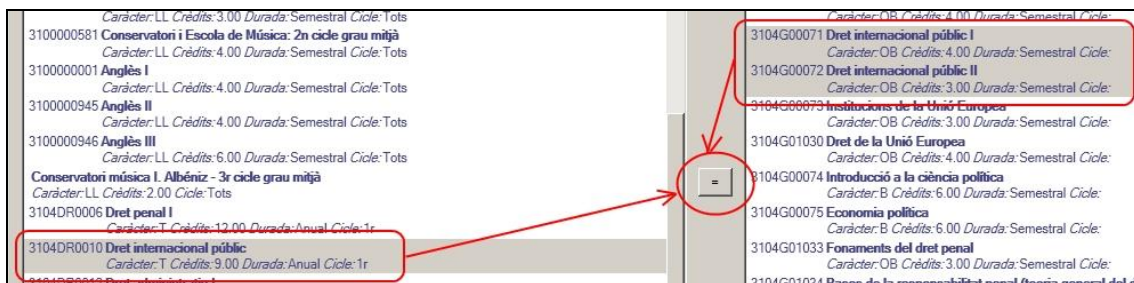 Caràcter:LL Crèdits:3.00 Durada:Semestral Cicle:Tots
3100000581 Conservatori i Escola de Música: 2n cicle grau mitjà
Caràcter:LL Crèdits:4.00 Durada:Semestral Cicle:Tots
3100000001 Anglès I
Caràcter:LL Crèdits:4.00 Durada:Semestral Cicle:Tots
3100000945 Anglès II
Caràcter:LL Crèdits:4.00 Durada:Semestral Cicle:Tots
3100000946 Anglès III
Caràcter:LL Crèdits:6.00 Durada:Semestral Cicle:Tots
Conservatori música I. Albéniz - 3r cicle grau mitjà
Caràcter:LL Crèdits:2.00 Cicle:Tots
3104DR0006 Dret penal I
Caràcter:T Crèdits:12.00 Durada:Anual Cicle:1r
3104DR0010 Dret internacional públic
Caràcter:T Crèdits:9.00 Durada:Anual Cicle:1r
=
Caràcter:OB Crèdits:4.00 Durada:Semestral Cicle:
3104G00071 Dret internacional públic I
Caràcter:OB Crèdits:4.00 Durada:Semestral Cicle:
3104G00072 Dret internacional públic II
Caràcter:OB Crèdits:3.00 Durada:Semestral Cicle:
3104G00073 Institucions de la Unió Europea
Caràcter:OB Crèdits:3.00 Durada:Semestral Cicle:
3104G01030 Dret de la Unió Europea
Caràcter:OB Crèdits:4.00 Durada:Semestral Cicle:
3104G00074 Introducció a la ciència política
Caràcter:B Crèdits:6.00 Durada:Semestral Cicle:
3104G00075 Economia política
Caràcter:B Crèdits:6.00 Durada:Semestral Cicle:
3104G01033 Fonaments del dret penal
Caràcter:OB Crèdits:3.00 Durada:Semestral Cicle:
3104G01034 Bases de la responsabilitat penal (teoria general del